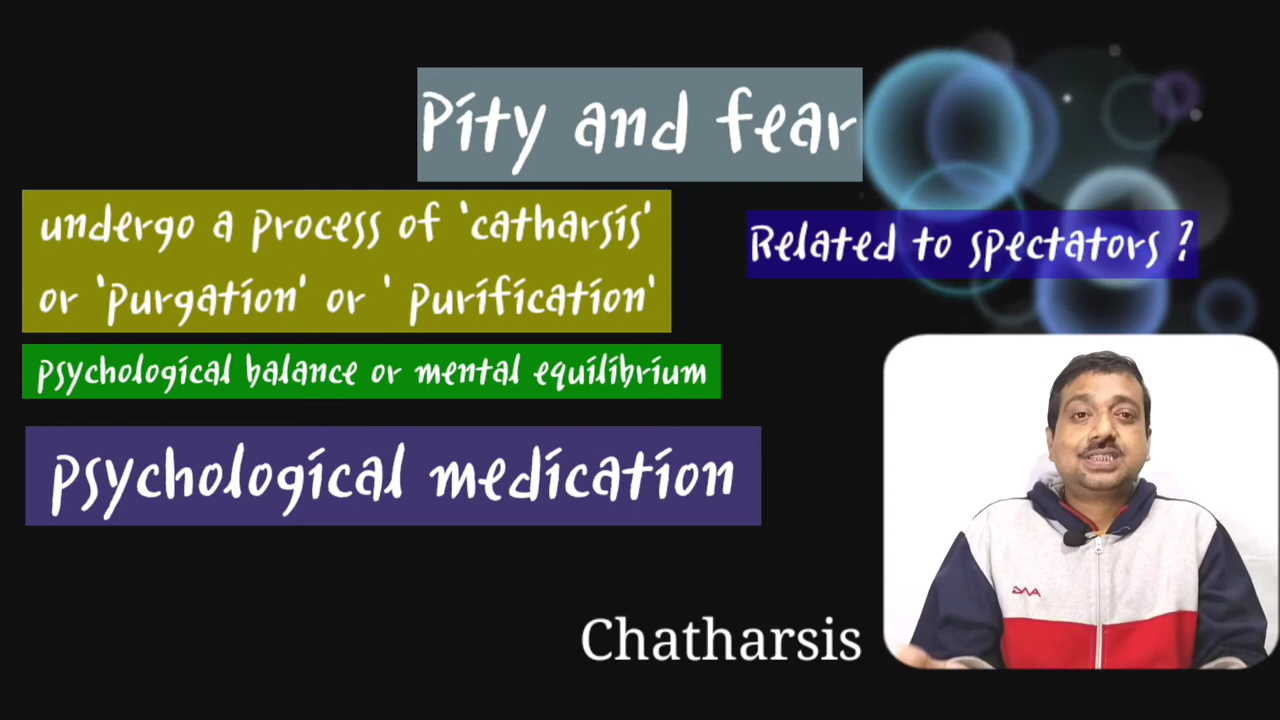 Pity and fear
undergo a process of 'catharsis'
or 'purgation' or ' purification'
Related to spectators ?
psychological balance or mental equilibrium
psychological medication
Chatharsis